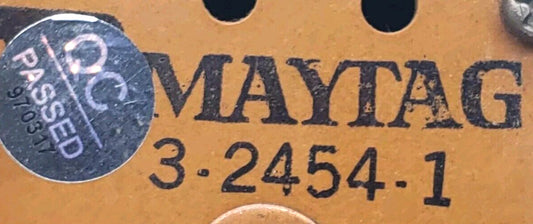 QC
PASSED
970317
MAYTAG
3-2454-1